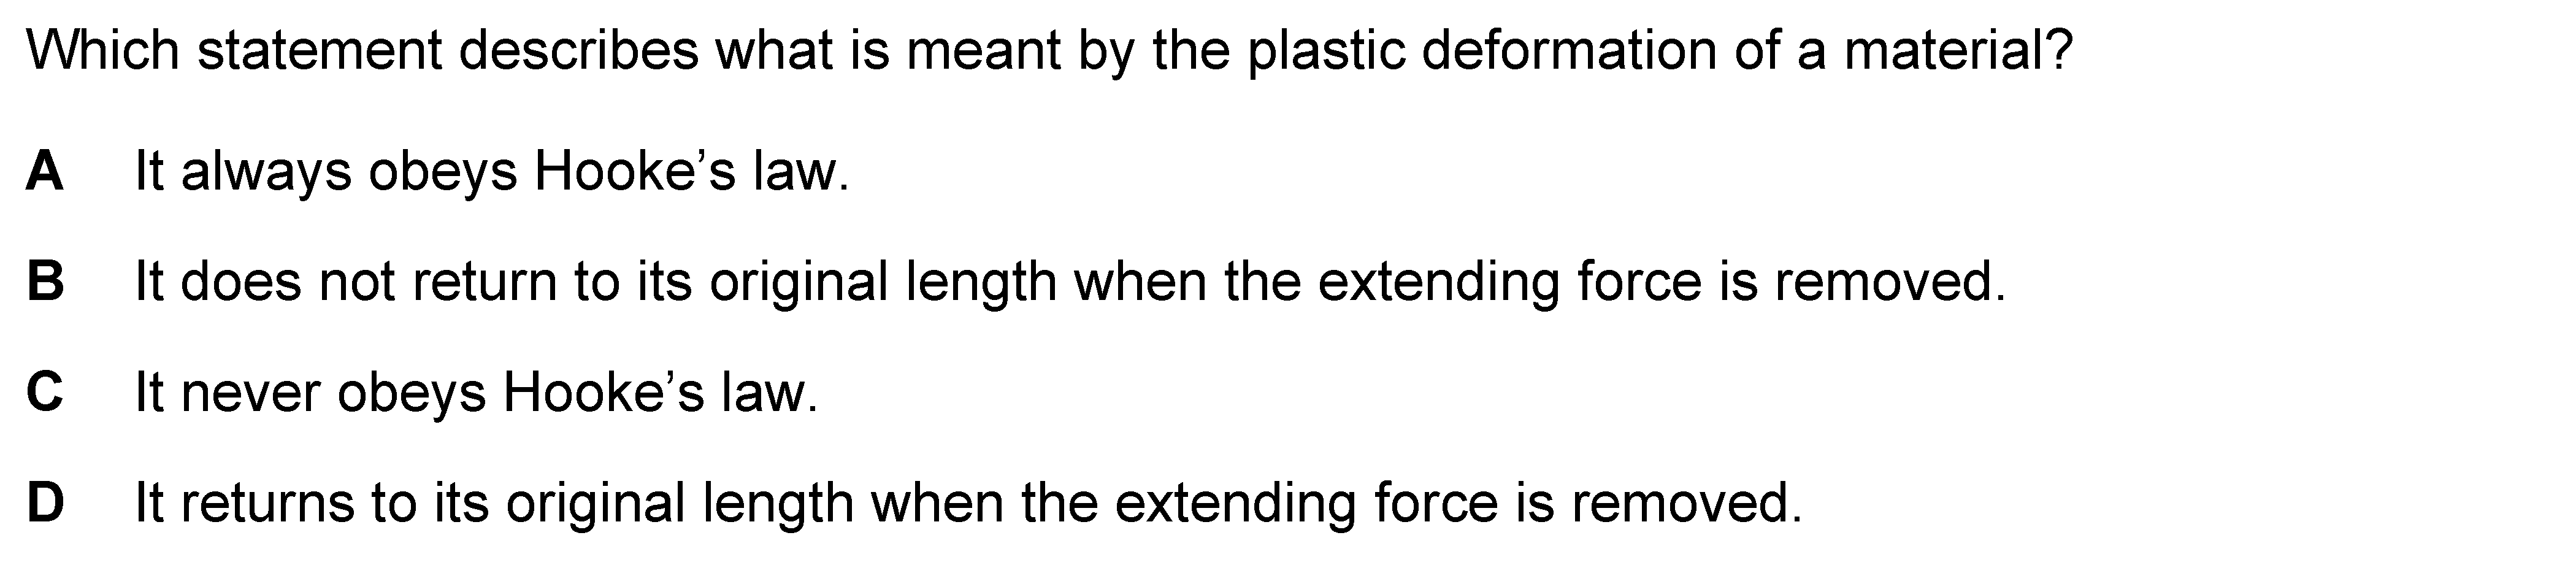 Which statement describes what is meant by the plastic deformation of a material?
A It always obeys Hooke’s law.
B It does not return to its original length when the extending force is removed.
C It never obeys Hooke’s law.
D It returns to its original length when the extending force is removed.